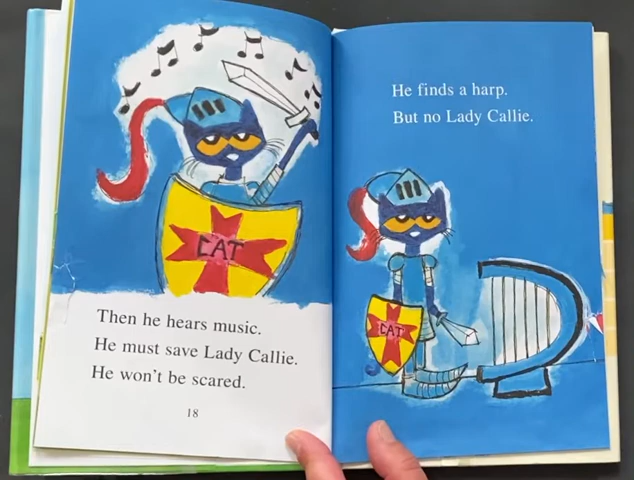 CAT
Then he hears music.
He must save Lady Callie.
He won't be scared.
18
He finds a harp.
But no Lady Callie.
CAT